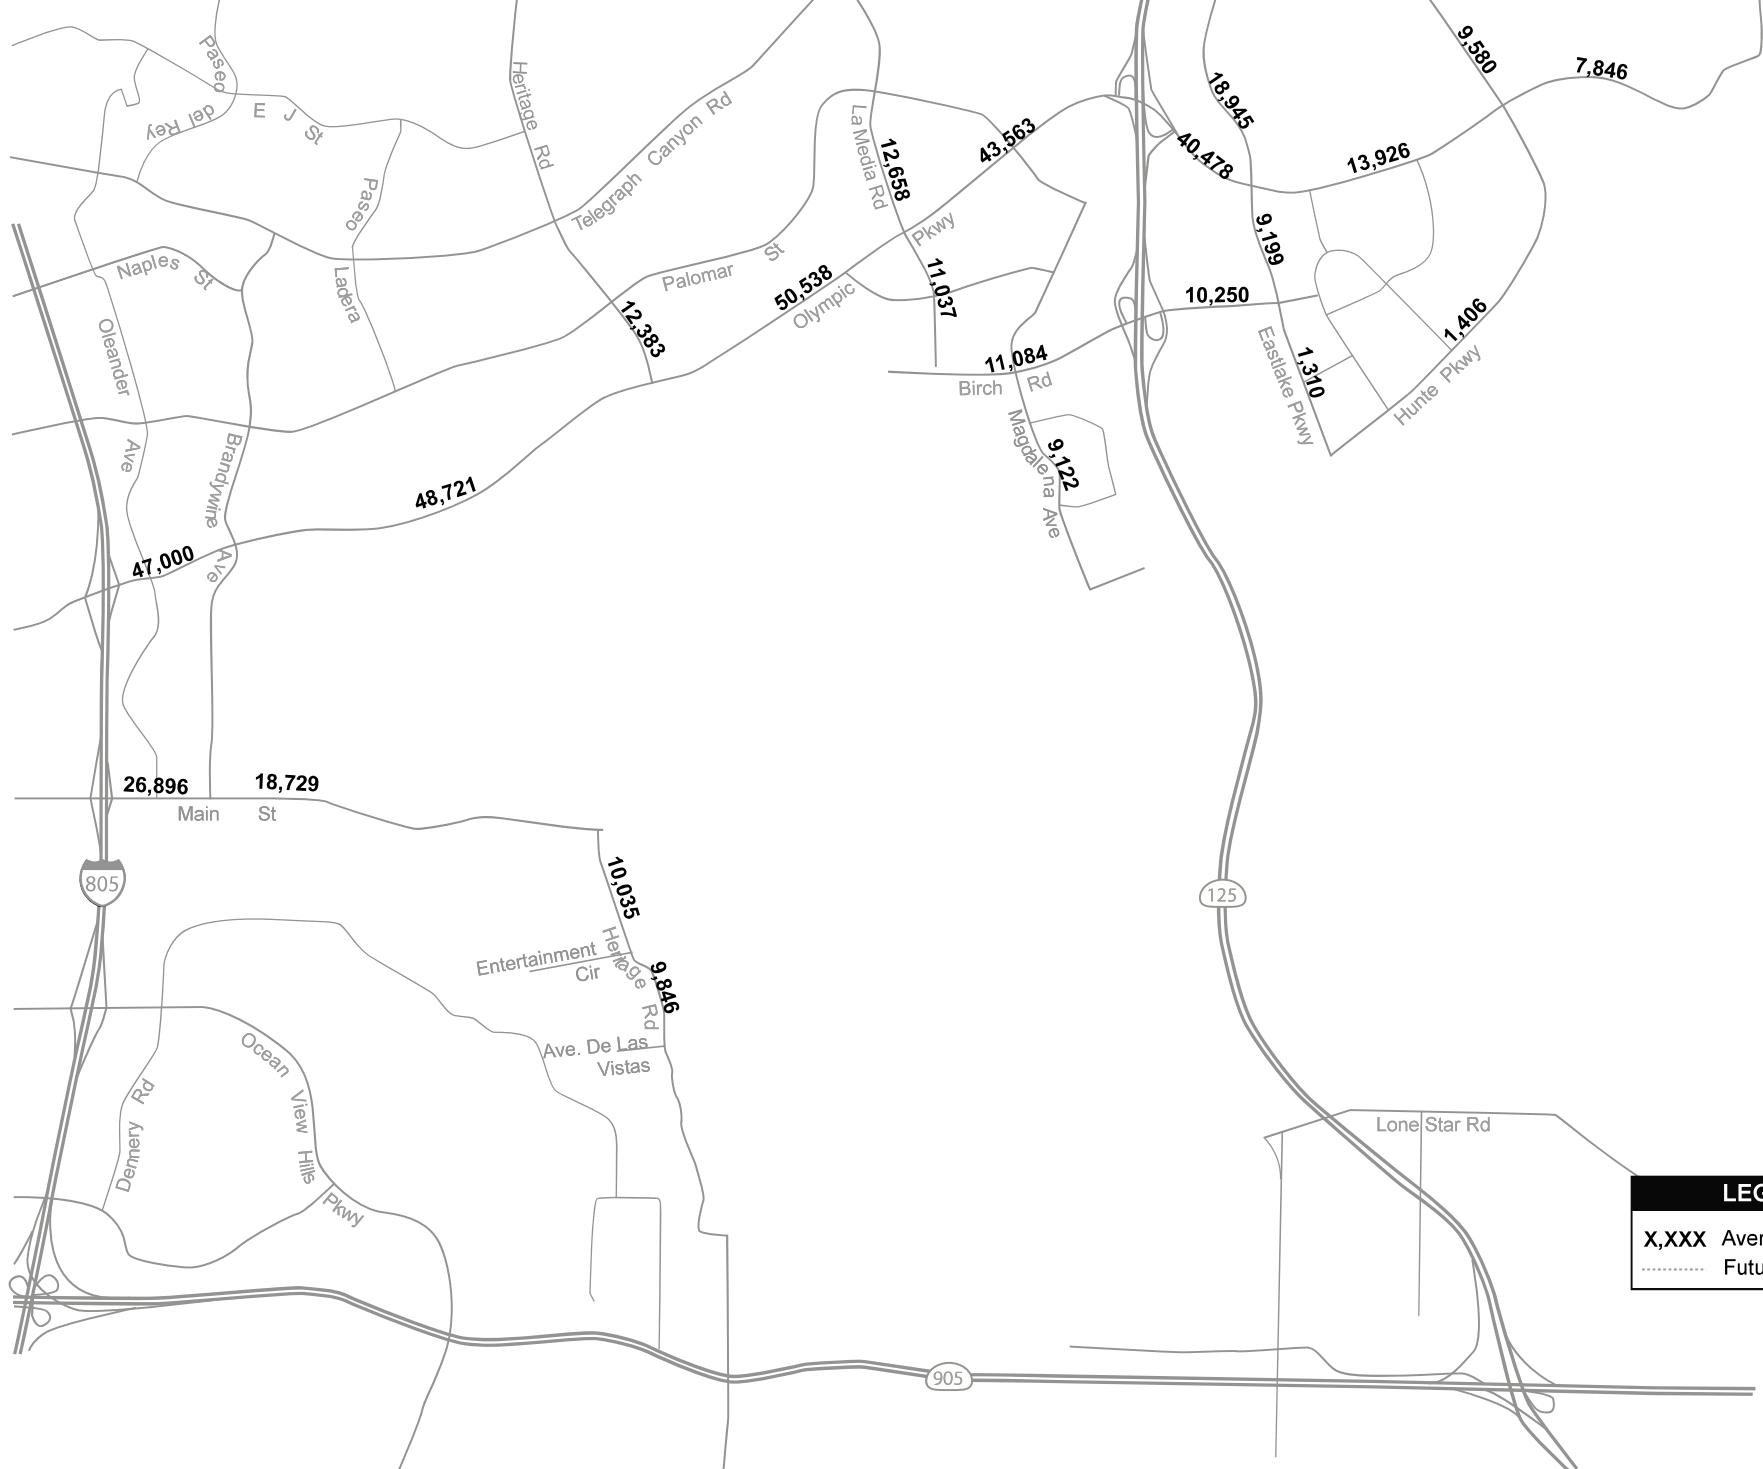 9,580
7,846
Paseo
del Rey
E J St
Heritage Rd
Telegraph Canyon Rd
La Media Rd
12,658
43,563
18,945
40,478
13,926
Paseo
Ladera
Naples St
Palomar St
Olympic Pkwy
50,538
11,037
9,199
10,250
1,406
12,383
11,084
Birch Rd
Eastlake Pkwy
1,310
Hunte Pkwy
Oleander
Ave
Brandywine Ave
Magdalena Ave
9,122
48,721
47,000
26,896
18,729
Main St
805
125
10,035
Heritage Rd
Entertainment
Cir
9,846
Ave. De Las
Vistas
Ocean View Hills Pkwy
Dennery Rd
Lone Star Rd
LEG
X,XXX Aver
Futu
905